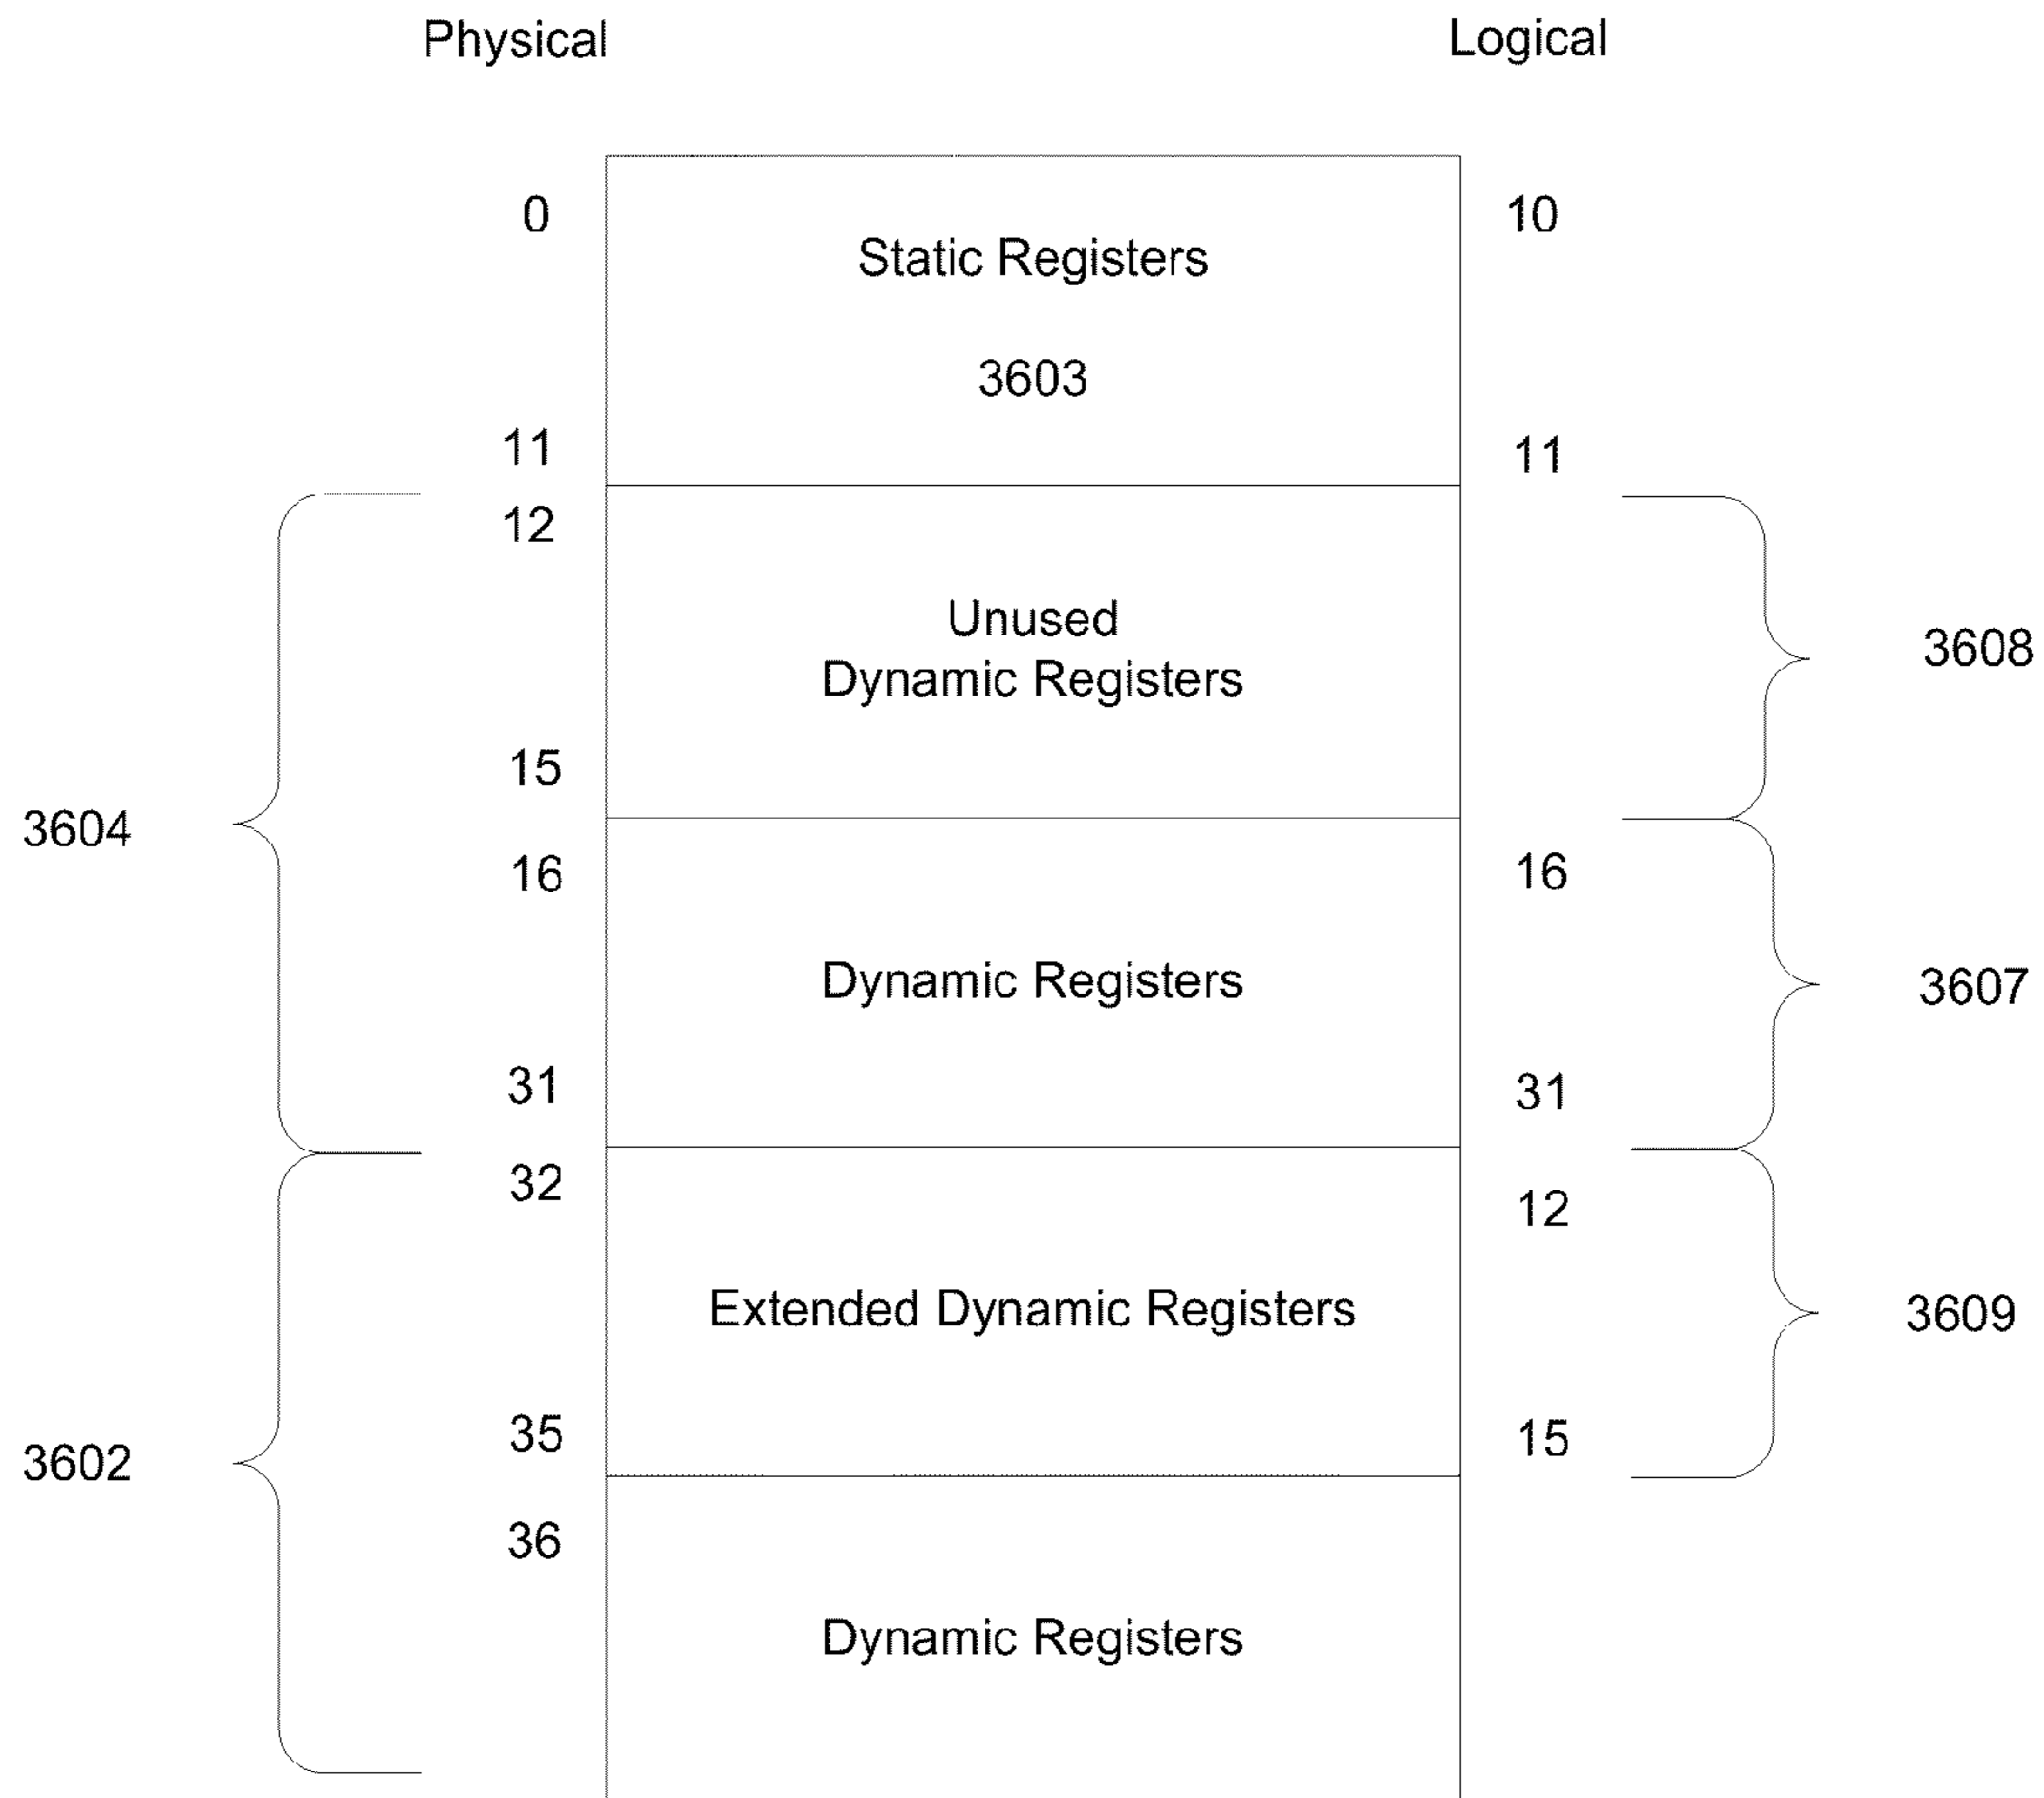 Physical
Logical
0
10
Static Registers
3603
11
11
12
Unused
Dynamic Registers
3608
15
3604
16
16
Dynamic Registers
3607
31
31
32
12
Extended Dynamic Registers
3609
35
15
3602
36
Dynamic Registers